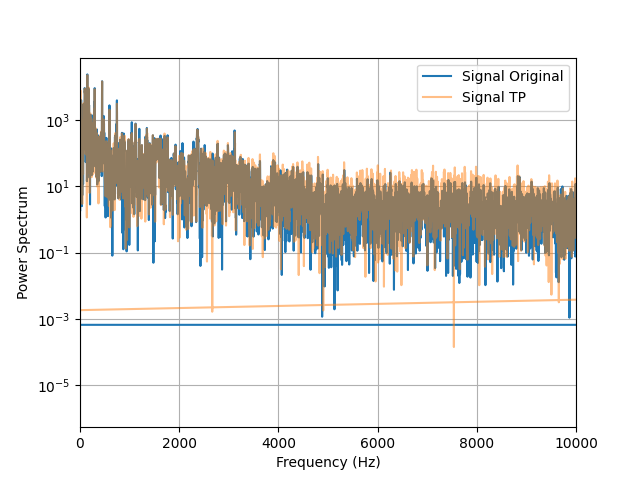 Signal Original
Signal TP
Power Spectrum
10³
10¹
10⁻¹
10⁻³
10⁻⁵
0 2000 4000 6000 8000 10000
Frequency (Hz)